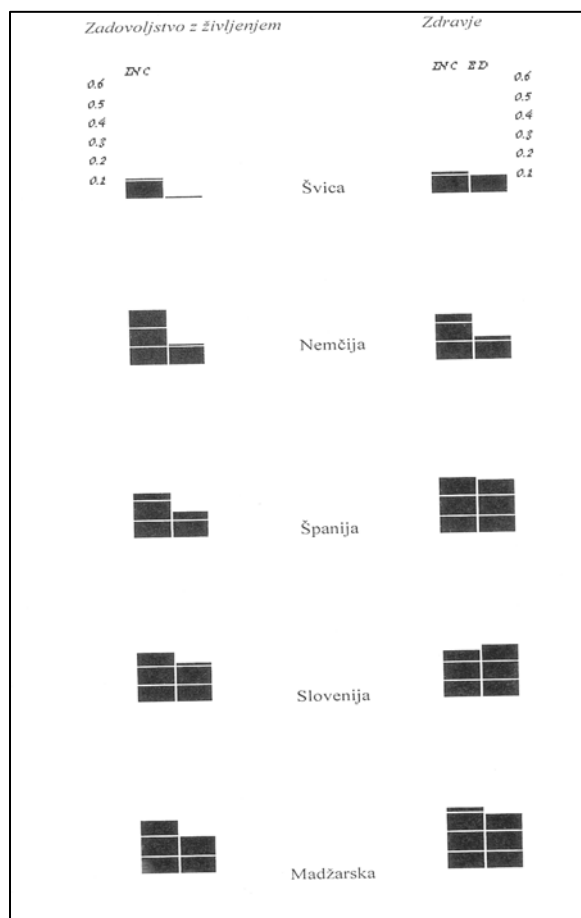 Zadovoljstvo z življenjem
Zdravje
INC
INC ED
0.6
0.5
0.4
0.3
0.2
0.1
0.6
0.5
0.4
0.3
0.2
0.1
Švica
Nemčija
Španija
Slovenija
Madžarska